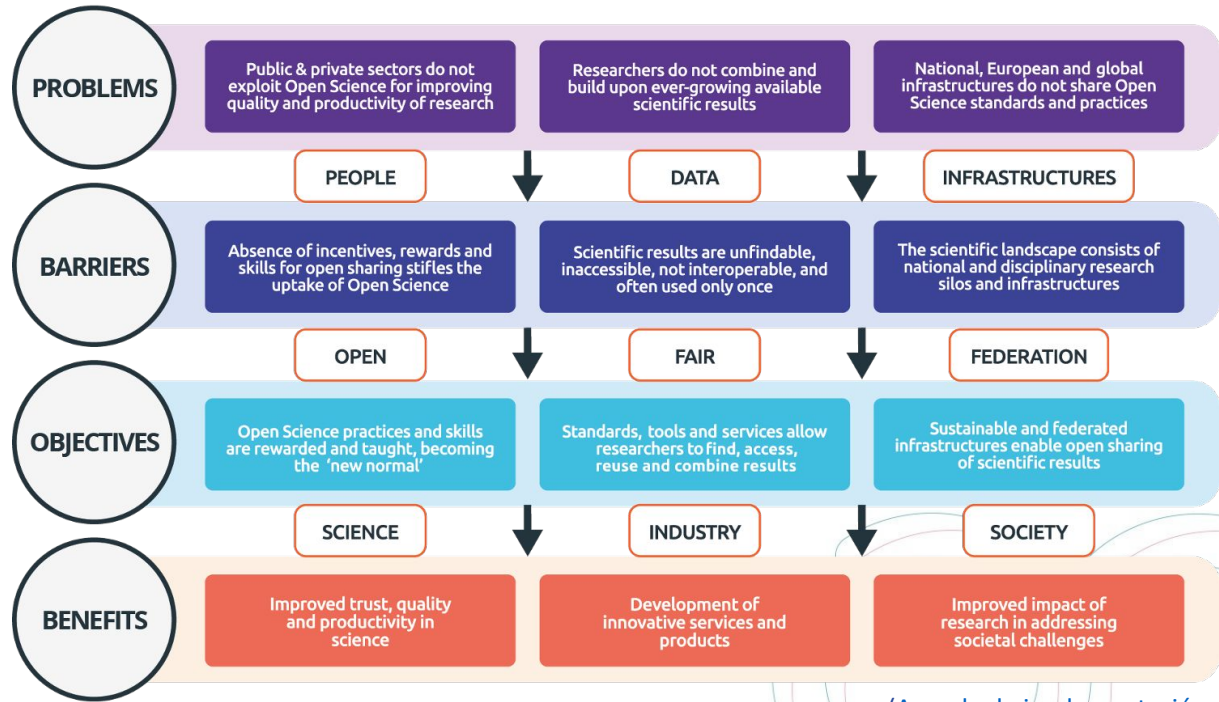 PROBLEMS
Public & private sectors do not
exploit Open Science for improving
quality and productivity of research
Researchers do not combine and
build upon ever-growing available
scientific results
National, European and global
infrastructures do not share Open
Science standards and practices
PEOPLE
DATA
INFRASTRUCTURES
BARRIERS
Absence of incentives, rewards and
skills for open sharing stifles the
uptake of Open Science
Scientific results are unfindable,
inaccessible, not interoperable, and
often used only once
The scientific landscape consists of
national and disciplinary research
silos and infrastructures
OPEN
FAIR
FEDERATION
OBJECTIVES
Open Science practices and skills
are rewarded and taught, becoming
the ‘new normal’
Standards, tools and services allow
researchers to find, access,
reuse and combine results
Sustainable and federated
infrastructures enable open sharing
of scientific results
SCIENCE
INDUSTRY
SOCIETY
BENEFITS
Improved trust, quality
and productivity in
science
Development of
innovative services and
products
Improved impact of
research in addressing
societal challenges